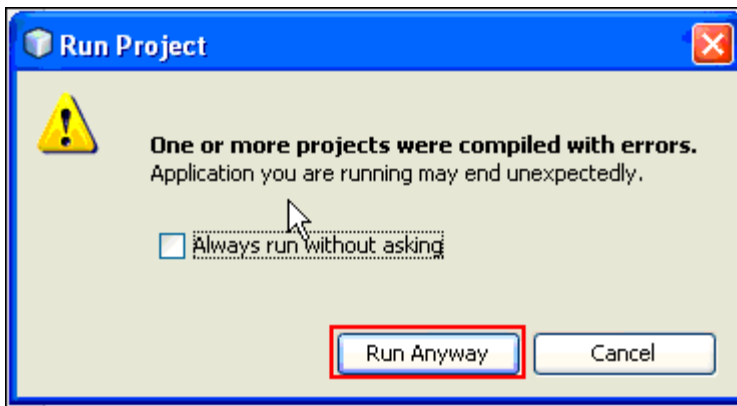 Run Project
One or more projects were compiled with errors.
Application you are running may end unexpectedly.
Always run without asking
Run Anyway
Cancel